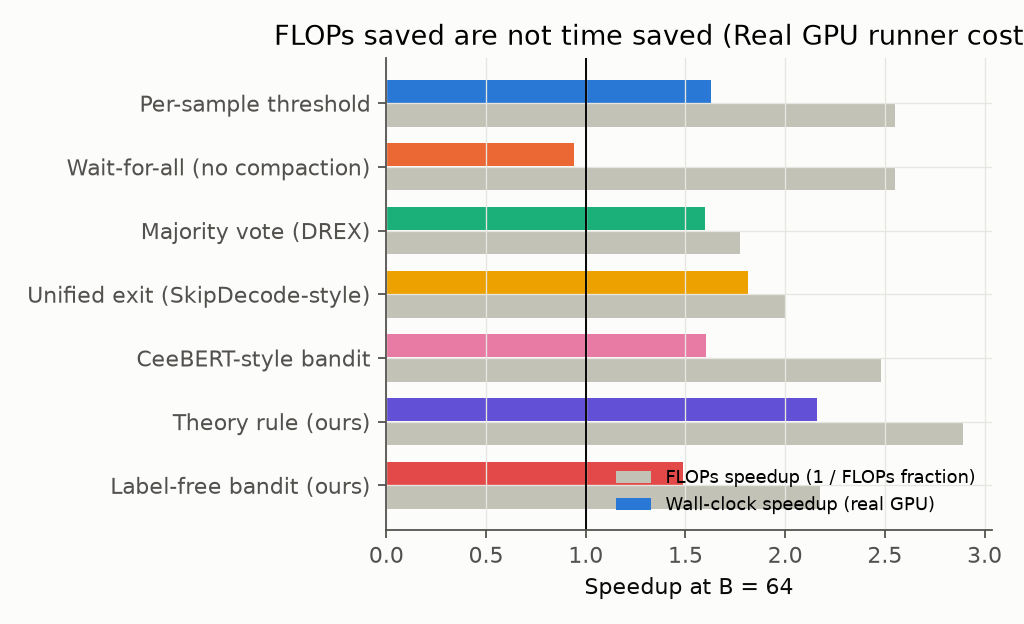 FLOPs saved are not time saved (Real GPU runner cost
Per-sample threshold
Wait-for-all (no compaction)
Majority vote (DREX)
Unified exit (SkipDecode-style)
CeeBERT-style bandit
Theory rule (ours)
Label-free bandit (ours)
FLOPs speedup (1 / FLOPs fraction)
Wall-clock speedup (real GPU)
0.0 0.5 1.0 1.5 2.0 2.5 3.0
Speedup at B = 64